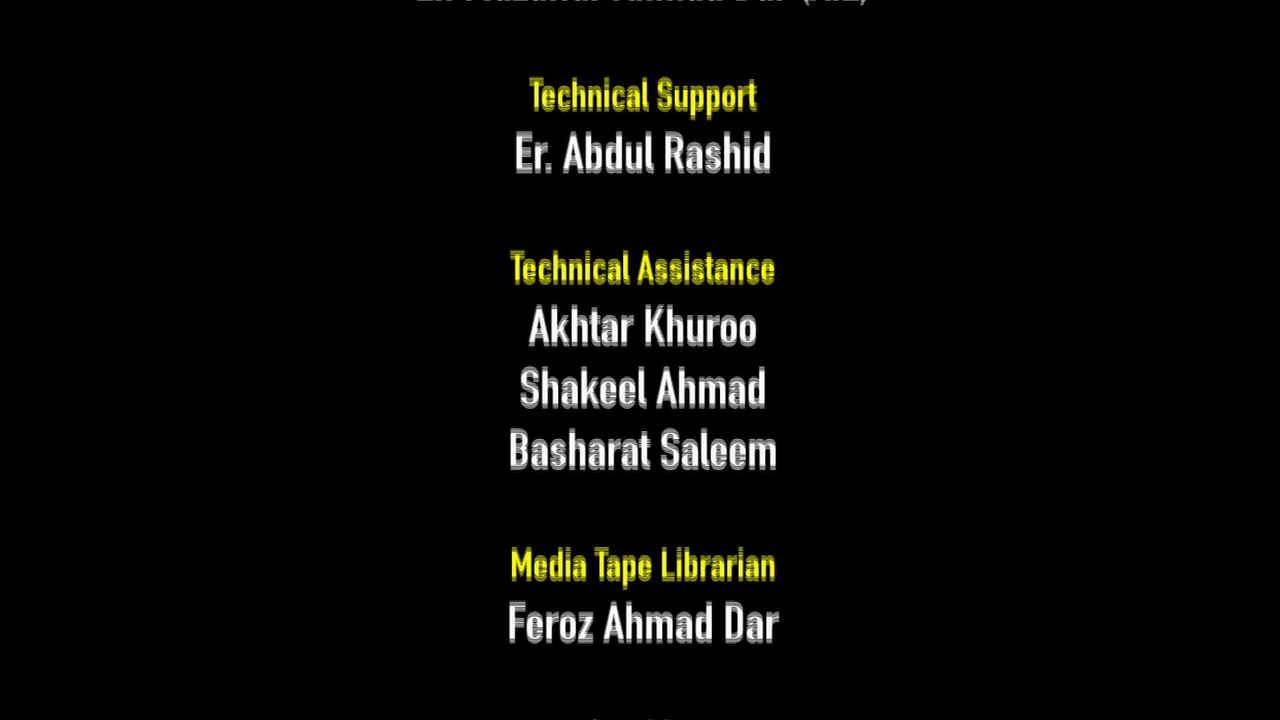 Technical Support
Er. Abdul Rashid
Technical Assistance
Akhtar Khuroo
Shakeel Ahmad
Basharat Saleem
Media Tape Librarian
Feroz Ahmad Dar